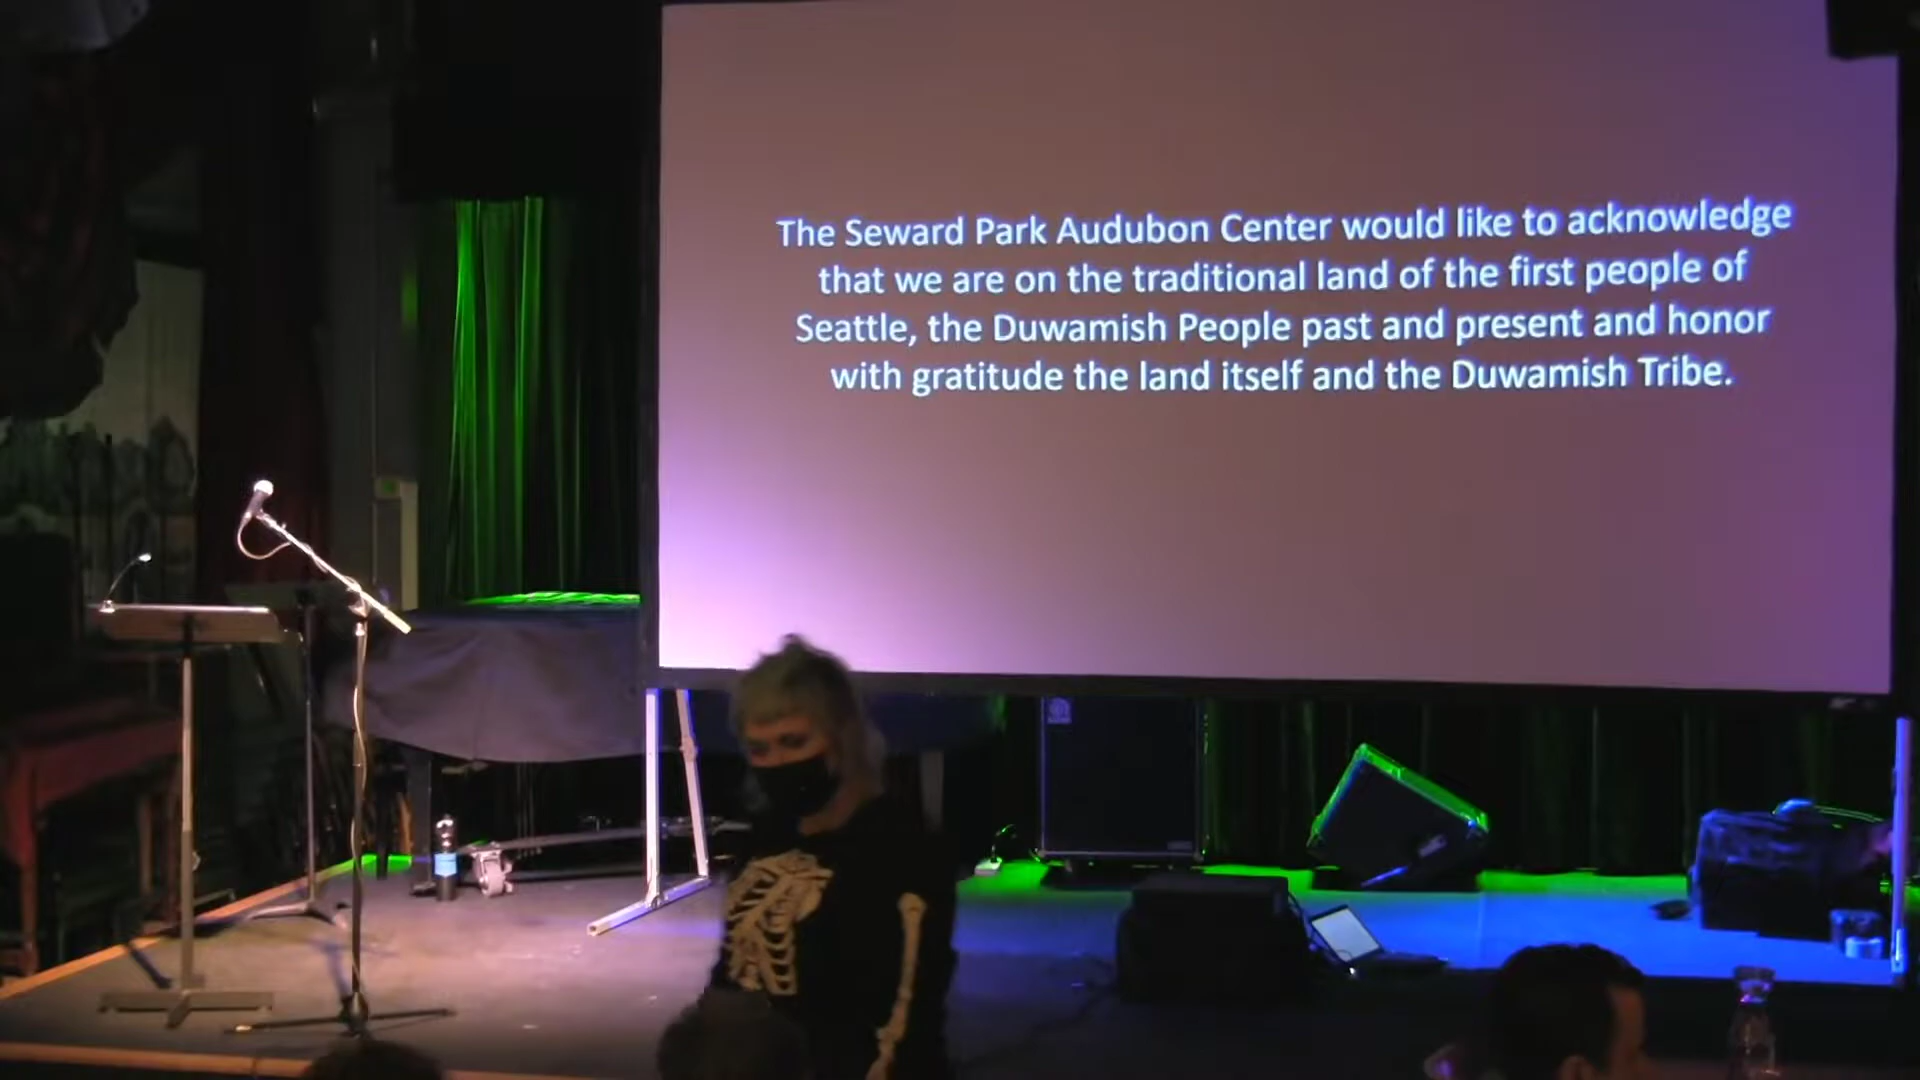 The Seward Park Audubon Center would like to acknowledge
that we are on the traditional land of the first people of
Seattle, the Duwamish People past and present and honor
with gratitude the land itself and the Duwamish Tribe.